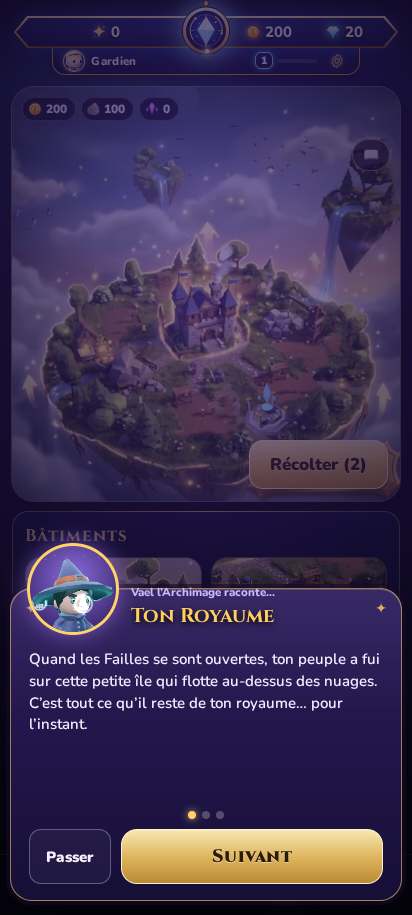 0
200
20
Gardien
1
200
100
0
Récolter (2)
Bâtiments
Vael l'Archimage raconte…
Ton Royaume
Quand les Failles se sont ouvertes, ton peuple a fui
sur cette petite île qui flotte au-dessus des nuages.
C'est tout ce qu'il reste de ton royaume… pour
l'instant.
Passer
Suivant